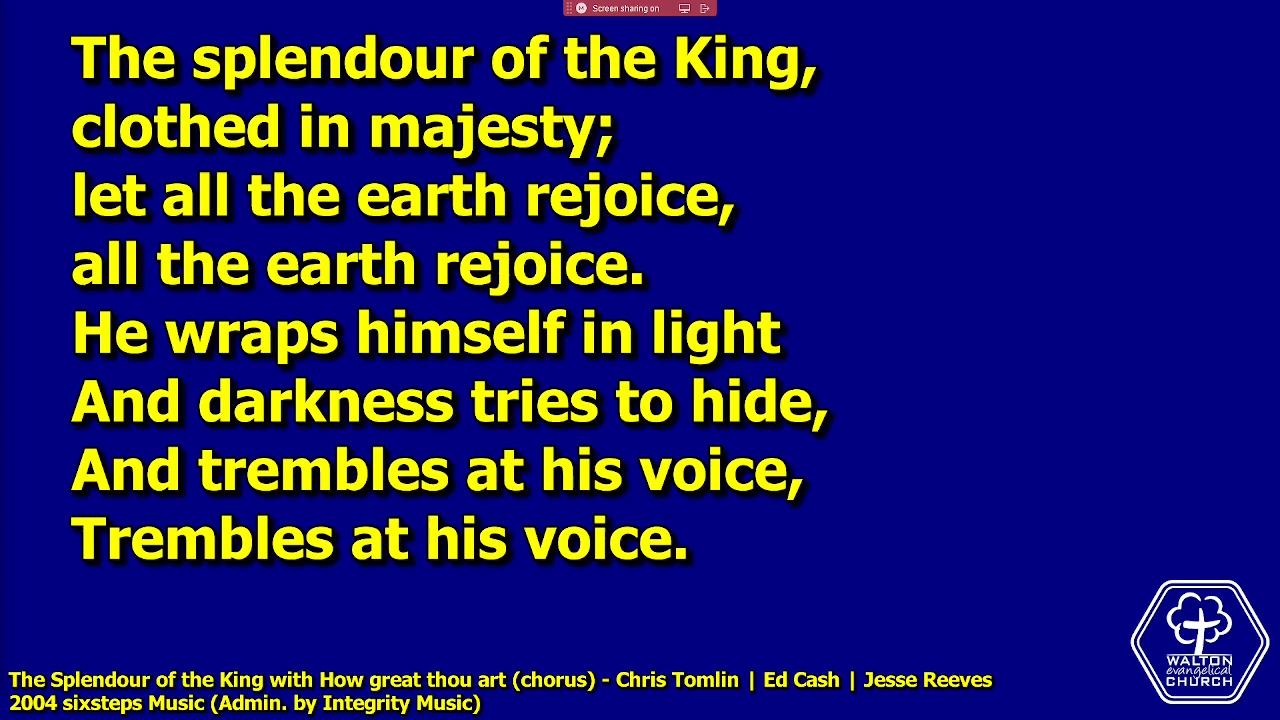 Screen sharing on
The splendour of the King,
clothed in majesty;
let all the earth rejoice,
all the earth rejoice.
He wraps himself in light
And darkness tries to hide,
And trembles at his voice,
Trembles at his voice.
WALTON
evangelical
CHURCH
The Splendour of the King with How great thou art (chorus) - Chris Tomlin | Ed Cash | Jesse Reeves
2004 sixsteps Music (Admin. by Integrity Music)